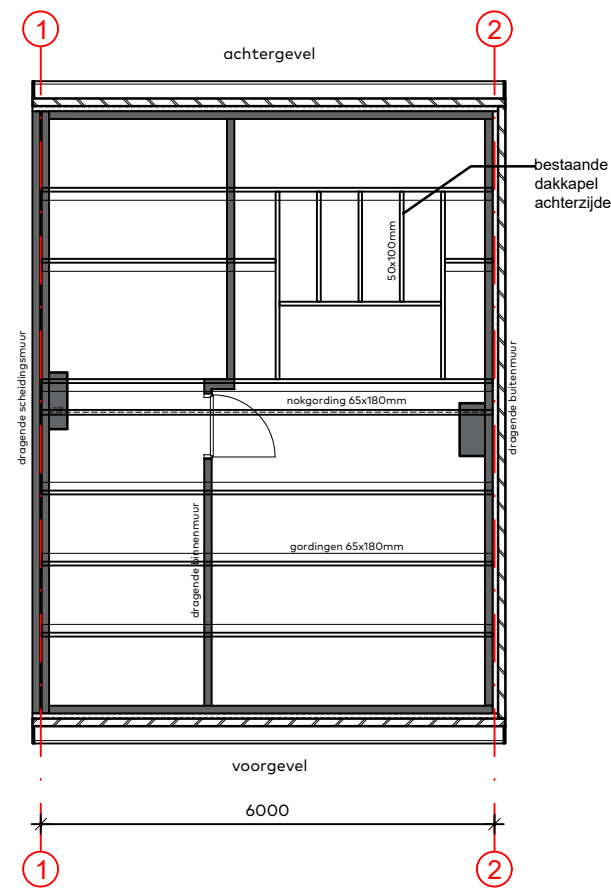 1
2
achtergevel
bestaande
dakkapel
achterzijde
50x100mm
dragende scheidingsmuur
dragende buitenmuur
nokgording 65x180mm
dragende binnenmuur
gordingen 65x180mm
voorgevel
6000
1
2